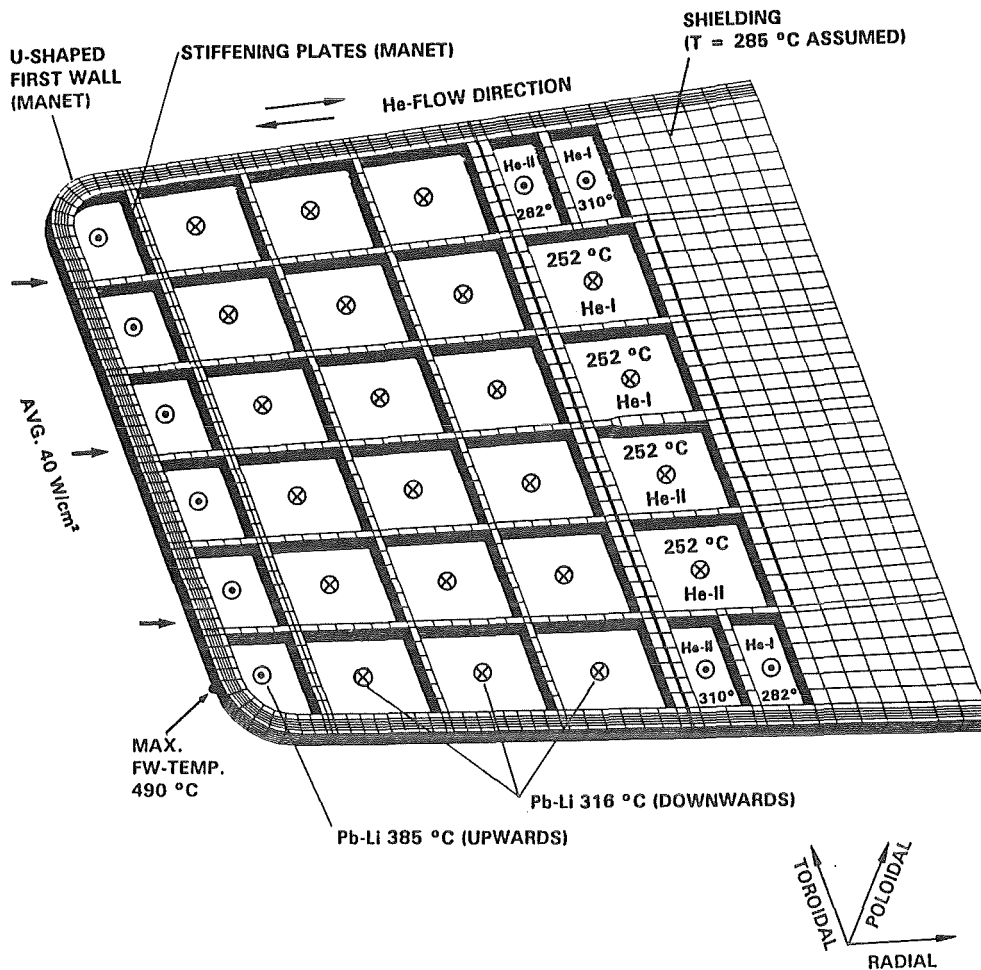 SHIELDING
(T = 285 °C ASSUMED)
U-SHAPED
FIRST WALL
(MANET)
STIFFENING PLATES (MANET)
He-FLOW DIRECTION
He-II
282°
He-I
310°
252 °C
He-I
252 °C
He-I
252 °C
He-II
252 °C
He-II
He-II
310°
He-I
282°
AVG. 40 W/cm²
MAX.
FW-TEMP.
490 °C
Pb-Li 316 °C (DOWNWARDS)
Pb-Li 385 °C (UPWARDS)
TOROIDAL
POLOIDAL
RADIAL